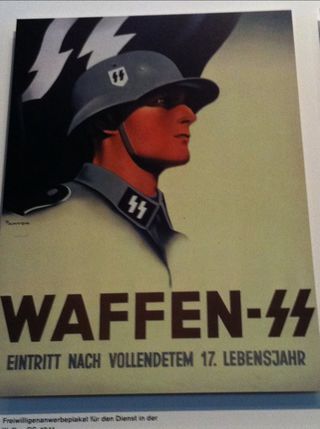 WAFFEN-SS
EINTRITT NACH VOLLENDETEM 17. LEBENSJAHR
Freiwilligenanwerbeplakat für den Dienst in der